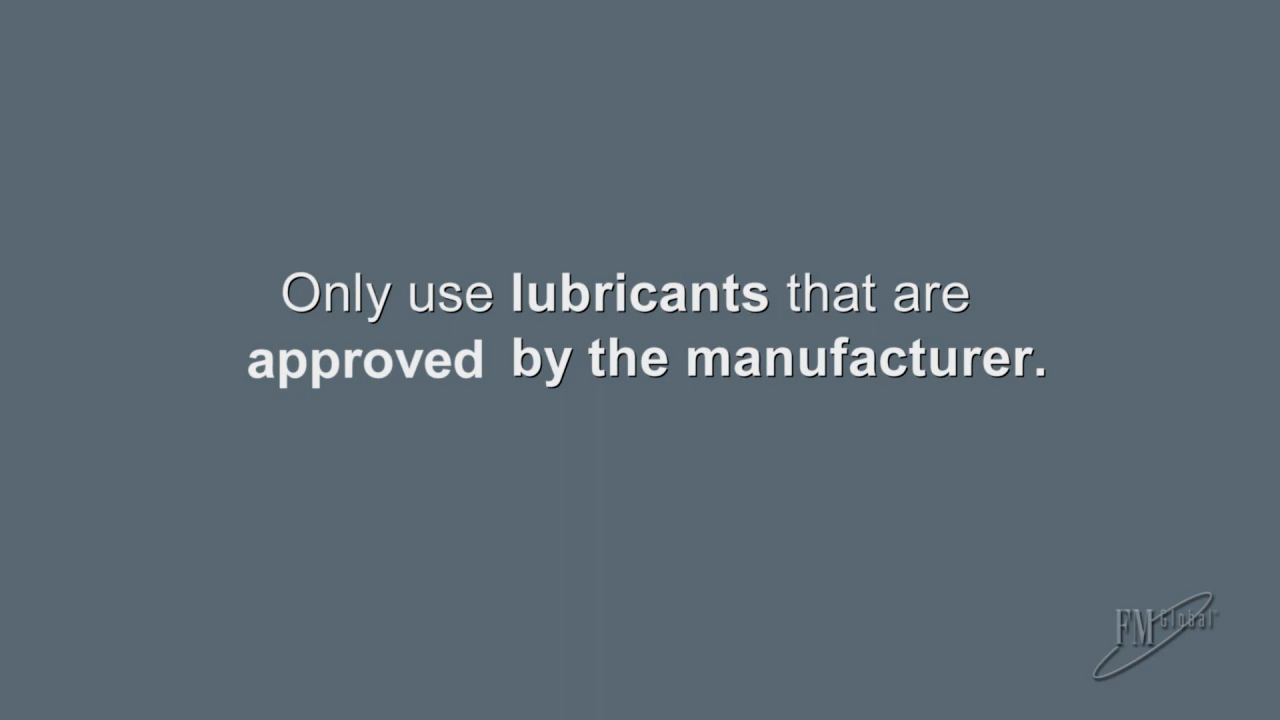 Only use lubricants that are
approved by the manufacturer.
FM Global